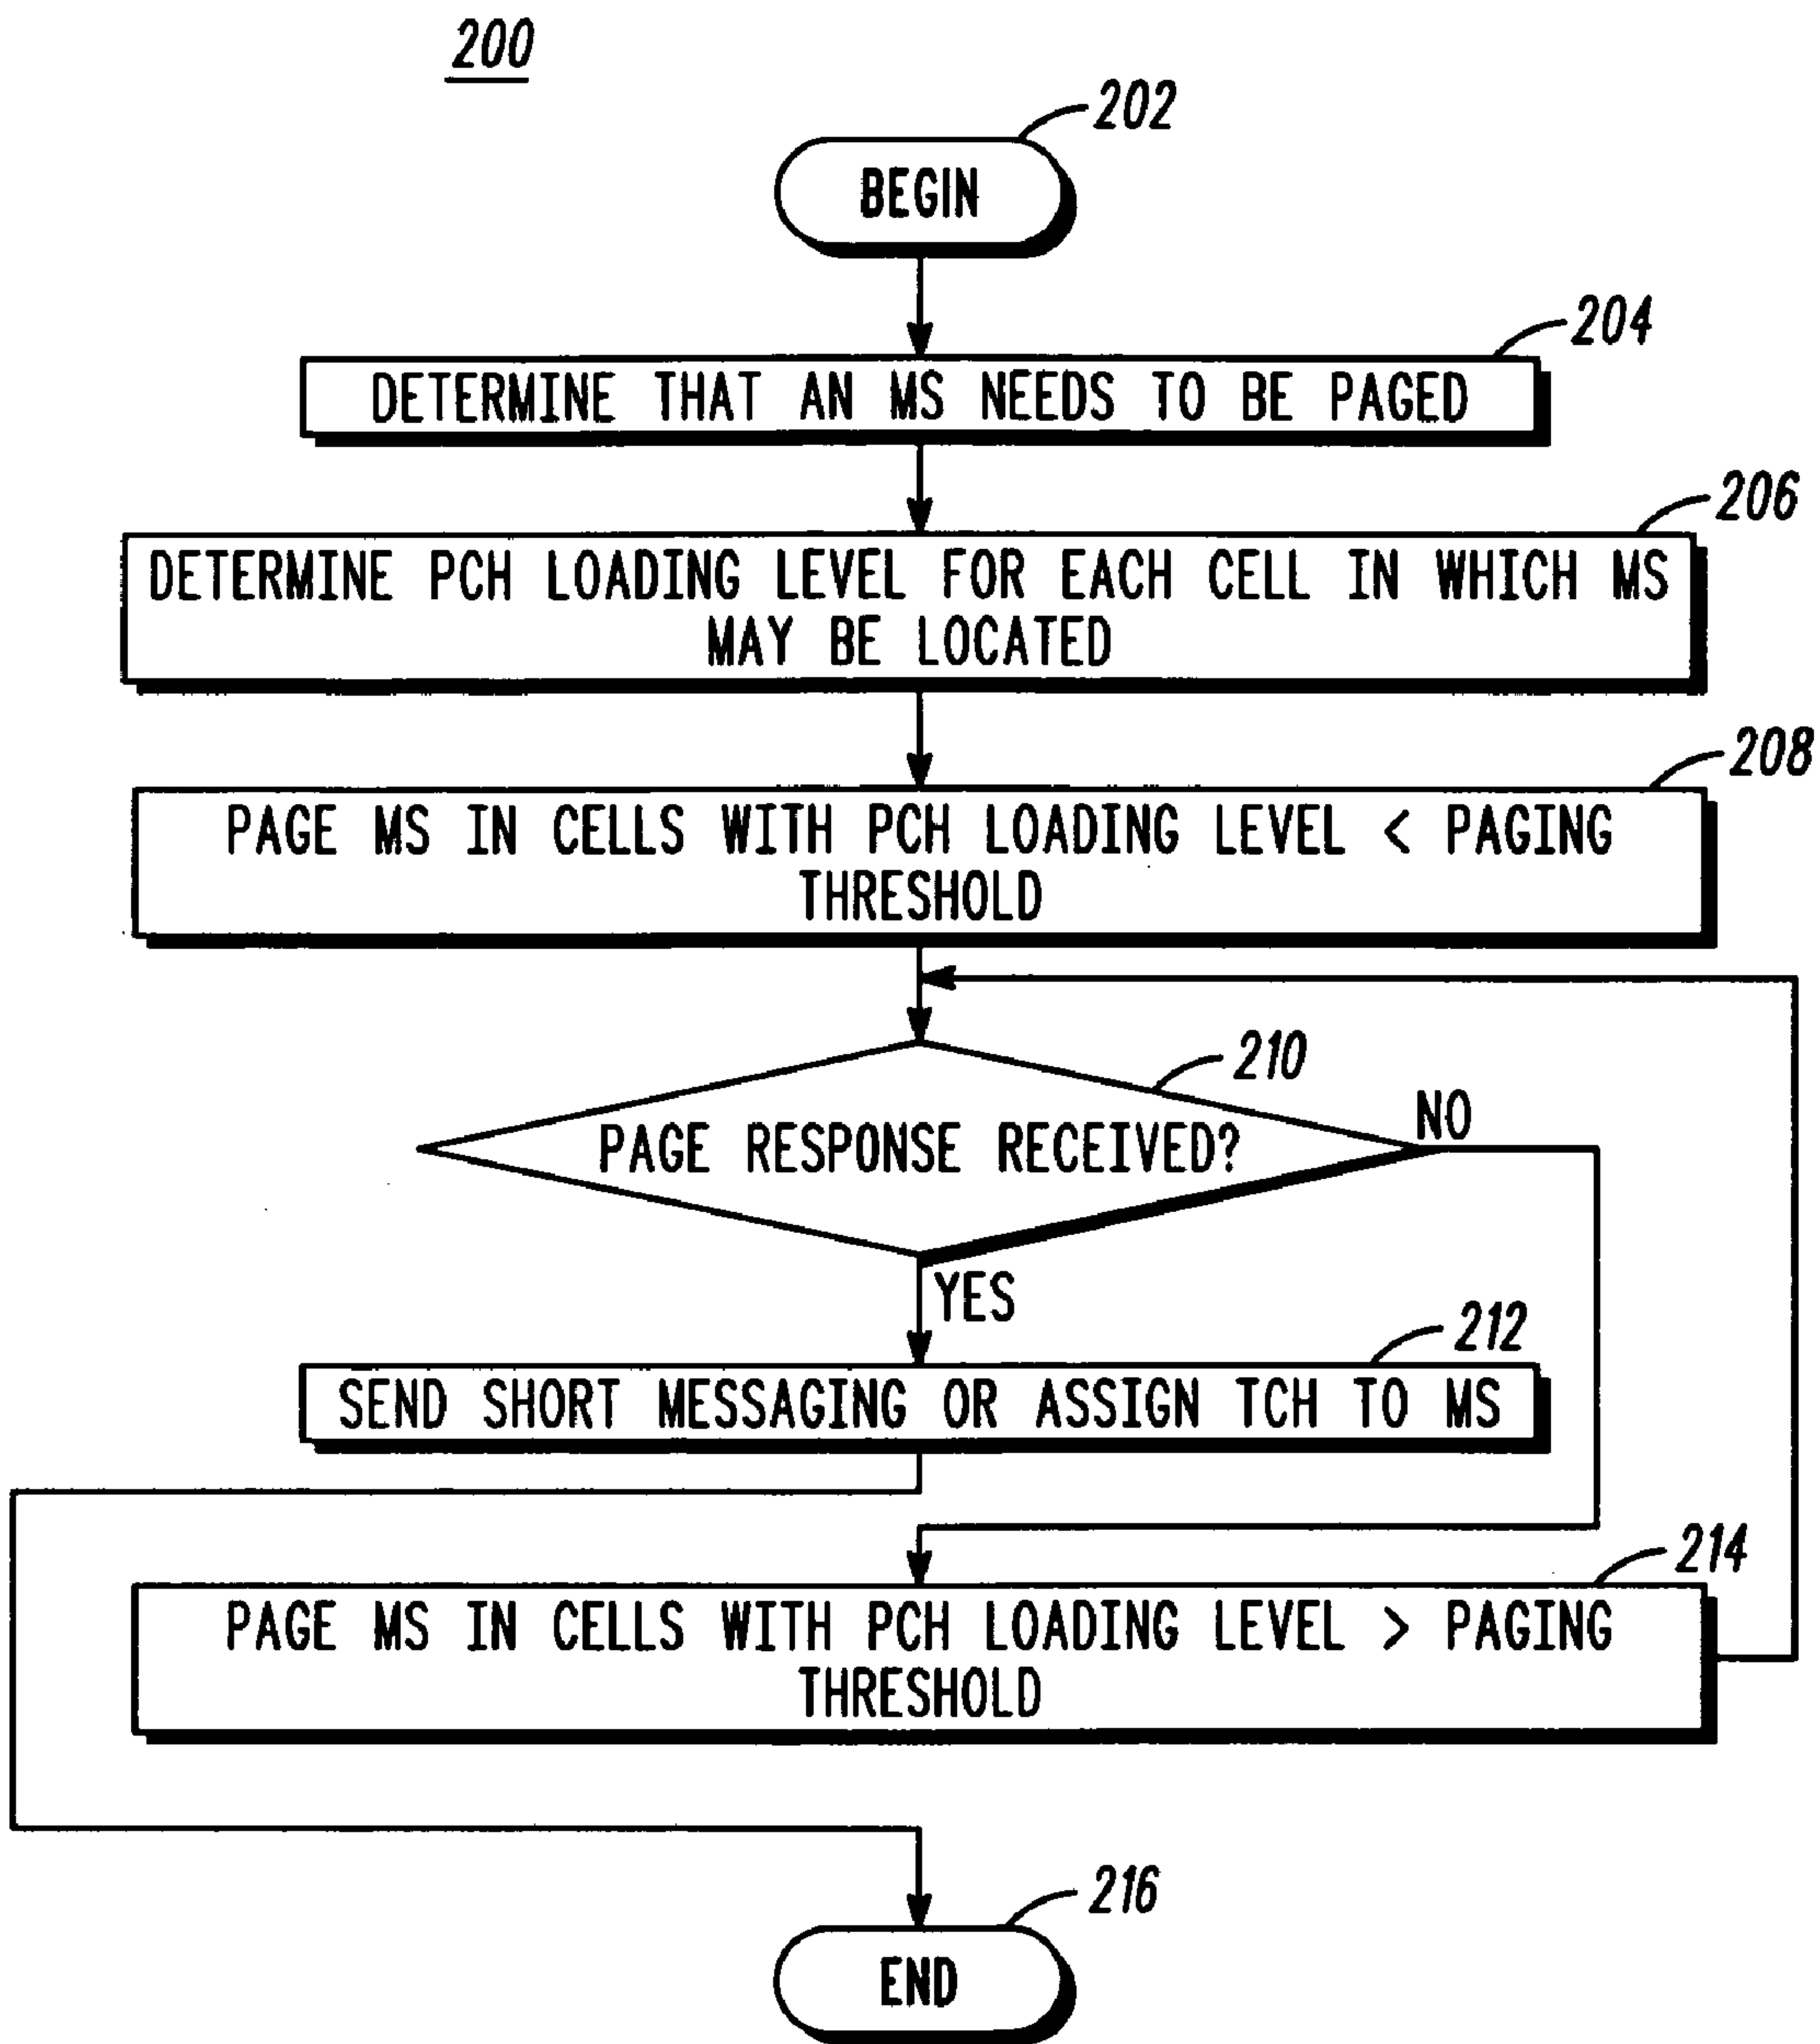 200
202
BEGIN
204
DETERMINE THAT AN MS NEEDS TO BE PAGED
206
DETERMINE PCH LOADING LEVEL FOR EACH CELL IN WHICH MS
MAY BE LOCATED
208
PAGE MS IN CELLS WITH PCH LOADING LEVEL < PAGING
THRESHOLD
210
NO
PAGE RESPONSE RECEIVED?
YES
212
SEND SHORT MESSAGING OR ASSIGN TCH TO MS
214
PAGE MS IN CELLS WITH PCH LOADING LEVEL > PAGING
THRESHOLD
216
END